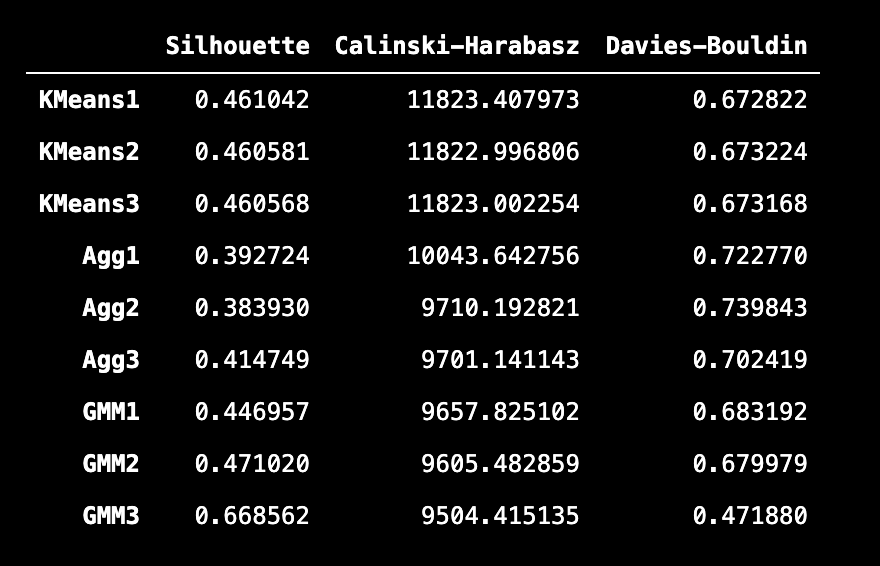 Silhouette Calinski-Harabasz Davies-Bouldin
KMeans1 0.461042 11823.407973 0.672822
KMeans2 0.460581 11822.996806 0.673224
KMeans3 0.460568 11823.002254 0.673168
Agg1 0.392724 10043.642756 0.722770
Agg2 0.383930 9710.192821 0.739843
Agg3 0.414749 9701.141143 0.702419
GMM1 0.446957 9657.825102 0.683192
GMM2 0.471020 9605.482859 0.679979
GMM3 0.668562 9504.415135 0.471880